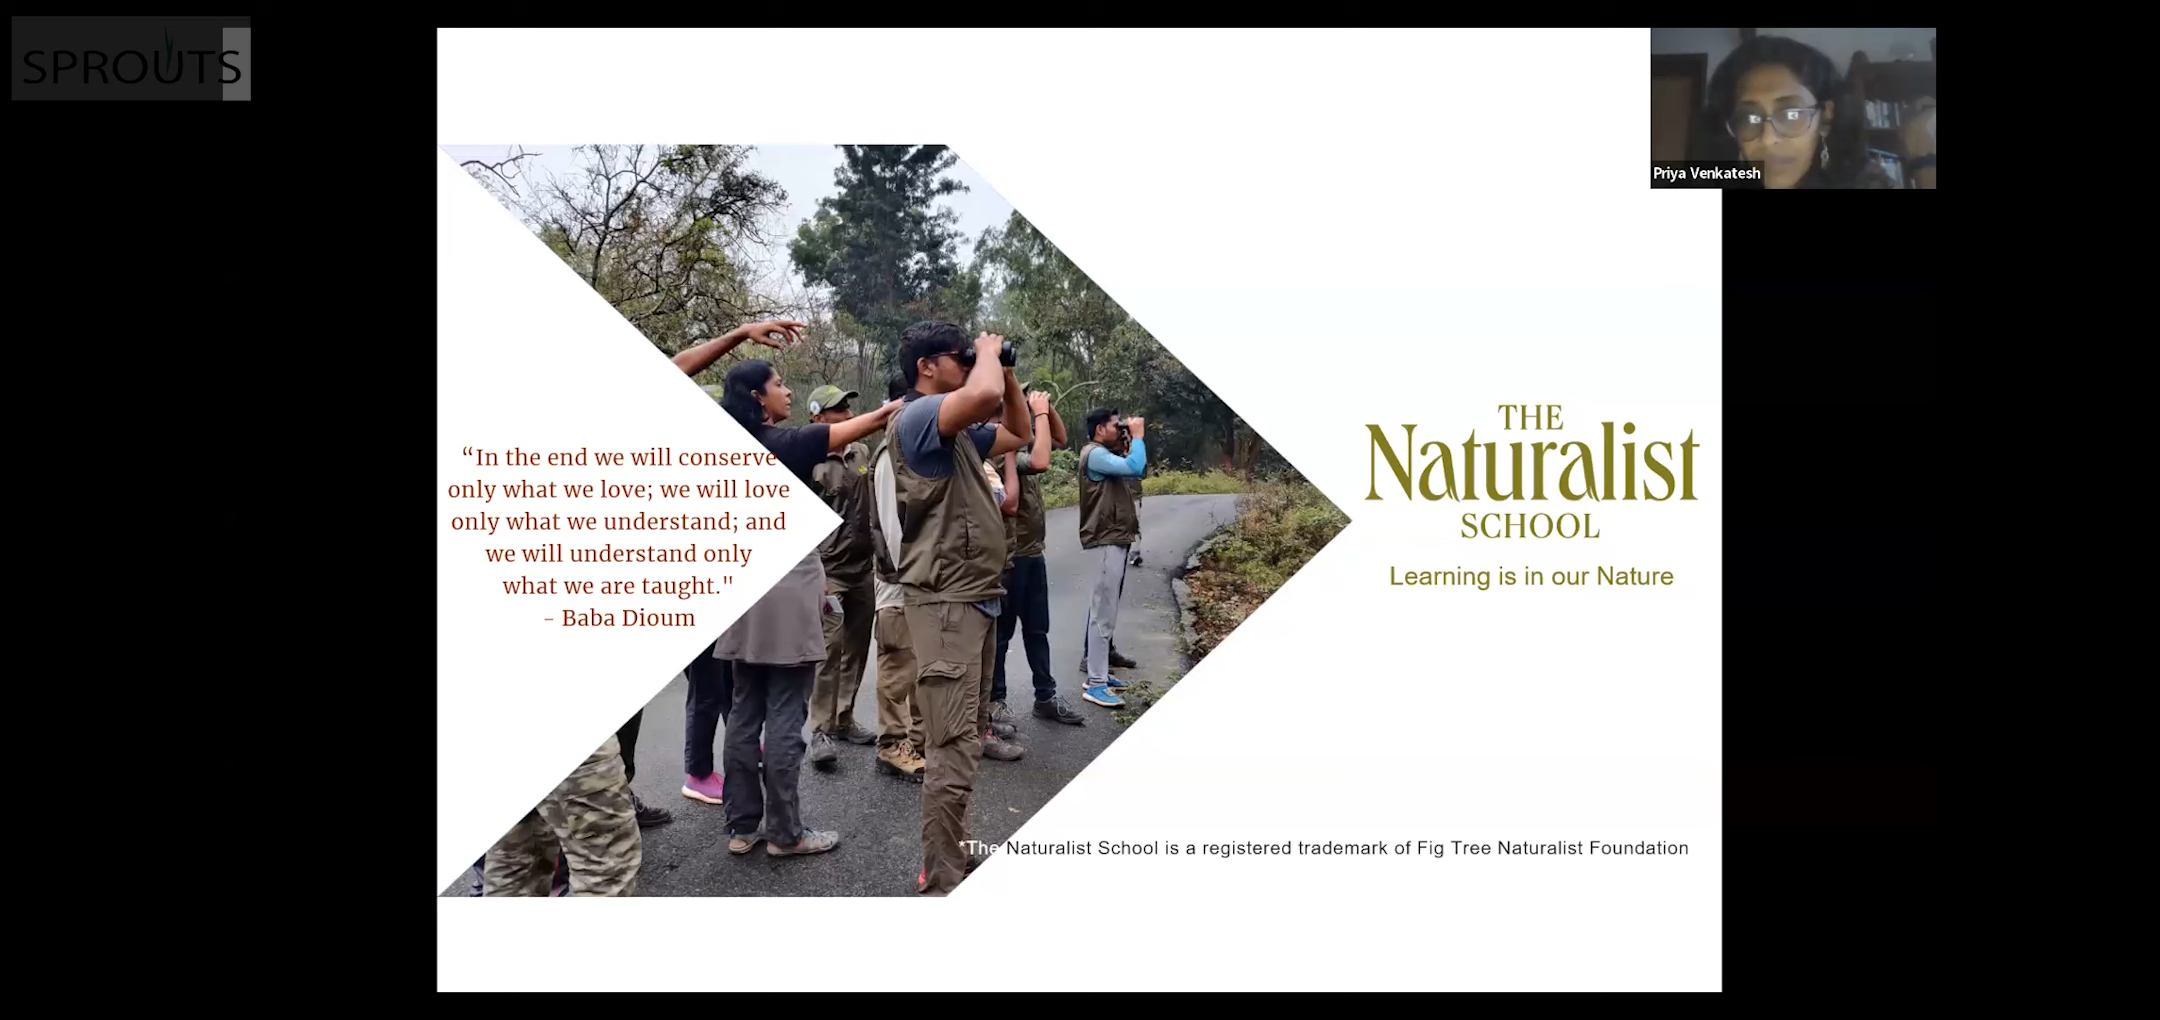 SPROUTS
Priya Venkatesh
“In the end we will conserve
only what we love; we will love
only what we understand; and
we will understand only
what we are taught."
- Baba Dioum
THE
Naturalist
SCHOOL
Learning is in our Nature
*The Naturalist School is a registered trademark of Fig Tree Naturalist Foundation